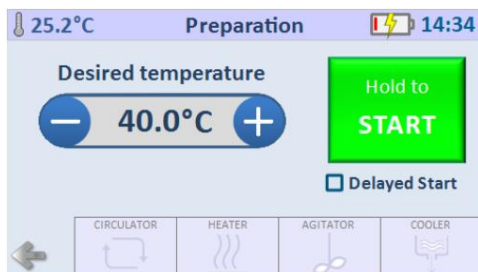 25.2°C Preparation 14:34
Desired temperature
40.0°C
Hold to
START
Delayed Start
CIRCULATOR HEATER AGITATOR COOLER